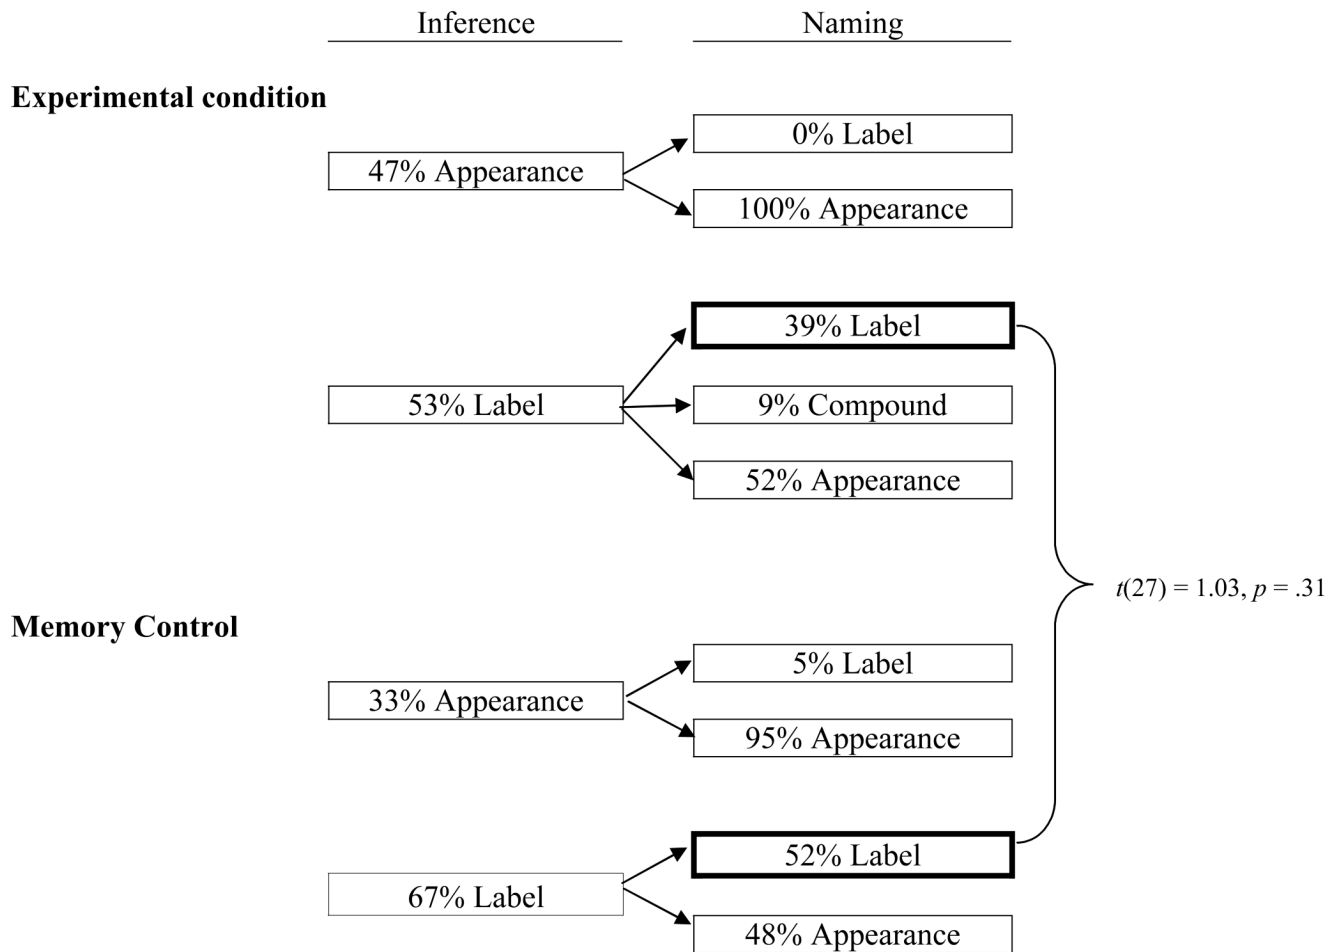 Inference Naming
Experimental condition
0% Label
47% Appearance
100% Appearance
39% Label
53% Label
9% Compound
52% Appearance
t(27) = 1.03, p = .31
Memory Control
5% Label
33% Appearance
95% Appearance
52% Label
67% Label
48% Appearance